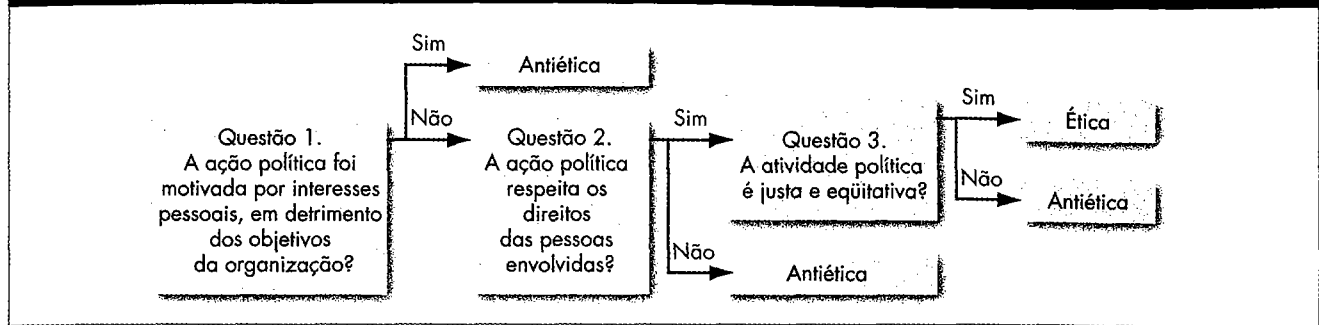 Questão 1.
A ação política foi
motivada por interesses
pessoais, em detrimento
dos objetivos
da organização?
Sim
Antiética
Não
Questão 2.
A ação política
respeita os
direitos
das pessoas
envolvidas?
Sim
Questão 3.
A atividade política
é justa e eqüitativa?
Sim
Ética
Não
Antiética
Não
Antiética